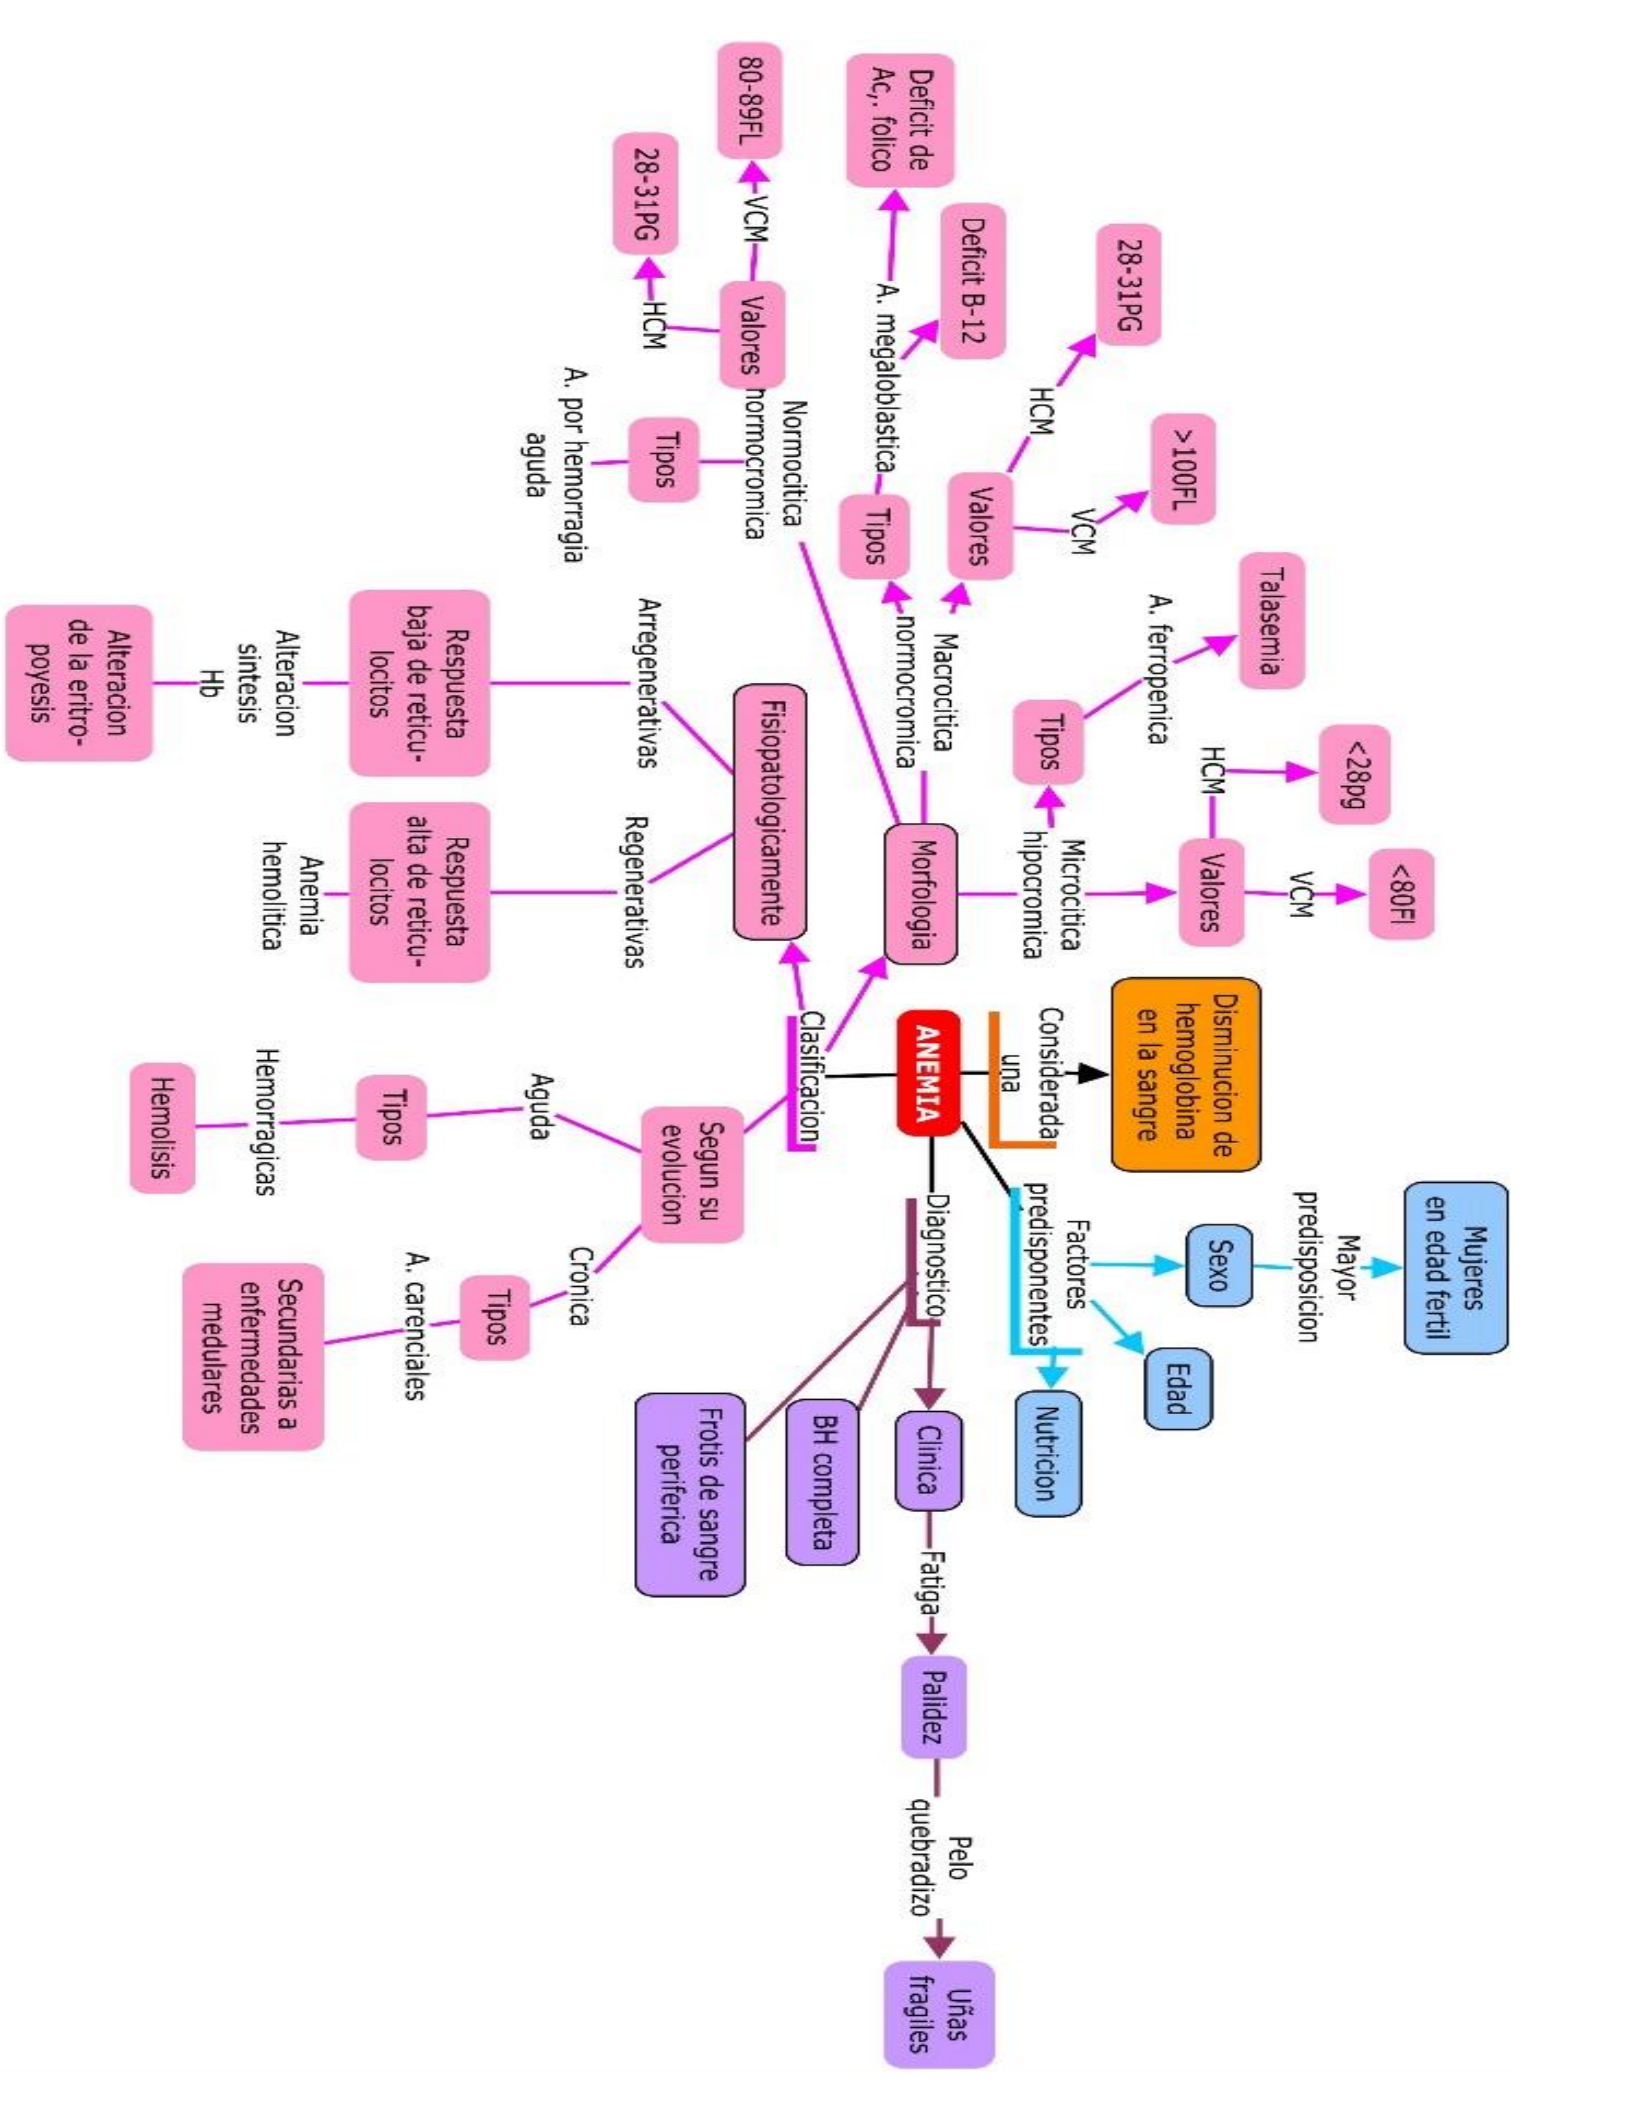 Mujeres
en edad fertil
<80Fl
<28pg
Mayor
predisposicion
VCM
Talasemia
HCM
Valores
Disminucion de
hemoglobina
en la sangre
Sexo
Edad
>100FL
A. ferropenica
28-31PG
VCM
HCM
Tipos
Microcitica
hipocromica
Considerada
una
Factores
predisponentes
Nutricion
Deficit B-12
Valores
Macrocitica
normocromica
Deficit de
Ac,. folico
A. megaloblastica
Tipos
Morfologia
ANEMIA
Diagnostico
Clinica
Fatiga
Palidez
Pelo
quebradizo
Uñas
fragiles
80-89FL
VCM
Valores
Normocitica
normocromica
Fisiopatologicamente
Clasificacion
BH completa
28-31PG
HCM
Tipos
A. por hemorragia
aguda
Arregenerativas
Regenerativas
Segun su
evolucion
Frotis de sangre
periferica
Aguda
Cronica
Respuesta
baja de reticu-
locitos
Respuesta
alta de reticu-
locitos
Tipos
Tipos
Alteracion
sintesis
Hb
Anemia
hemolitica
Hemorragicas
A. carenciales
Alteracion
de la eritro-
poyesis
Hemolisis
Secundarias a
enfermedades
medulares